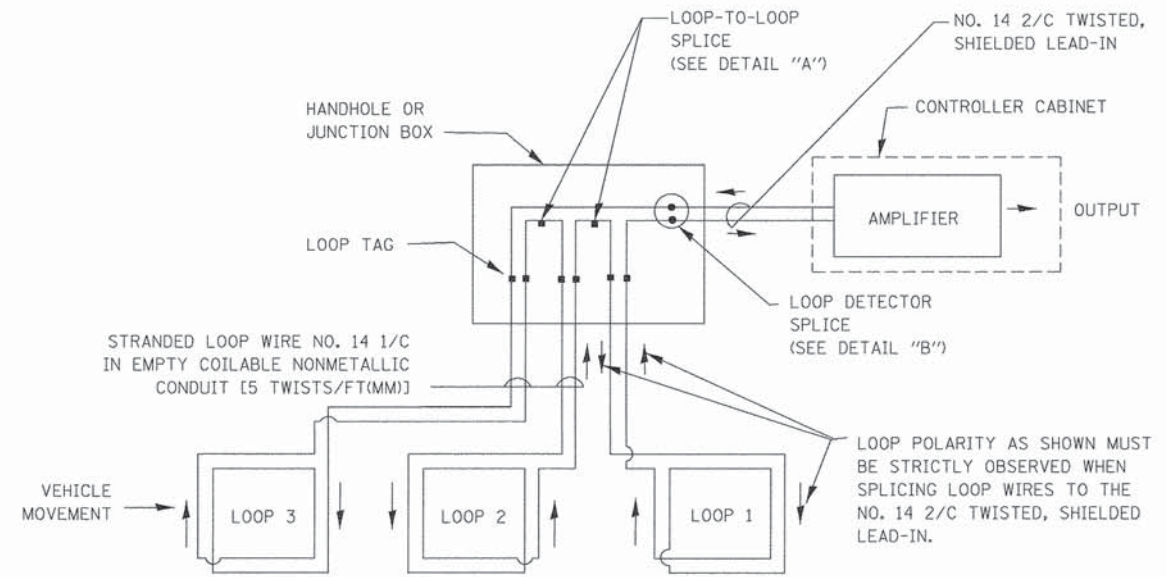 LOOP-TO-LOOP
SPLICE
(SEE DETAIL "A")
NO. 14 2/C TWISTED,
SHIELDED LEAD-IN
HANDHOLE OR
JUNCTION BOX
CONTROLLER CABINET
AMPLIFIER
OUTPUT
LOOP TAG
LOOP DETECTOR
SPLICE
(SEE DETAIL "B")
STRANDED LOOP WIRE NO. 14 1/C
IN EMPTY COILABLE NONMETALLIC
CONDUIT [5 TWISTS/FT(MM)]
LOOP POLARITY AS SHOWN MUST
BE STRICTLY OBSERVED WHEN
SPLICING LOOP WIRES TO THE
NO. 14 2/C TWISTED, SHIELDED
LEAD-IN.
VEHICLE
MOVEMENT
LOOP 3
LOOP 2
LOOP 1